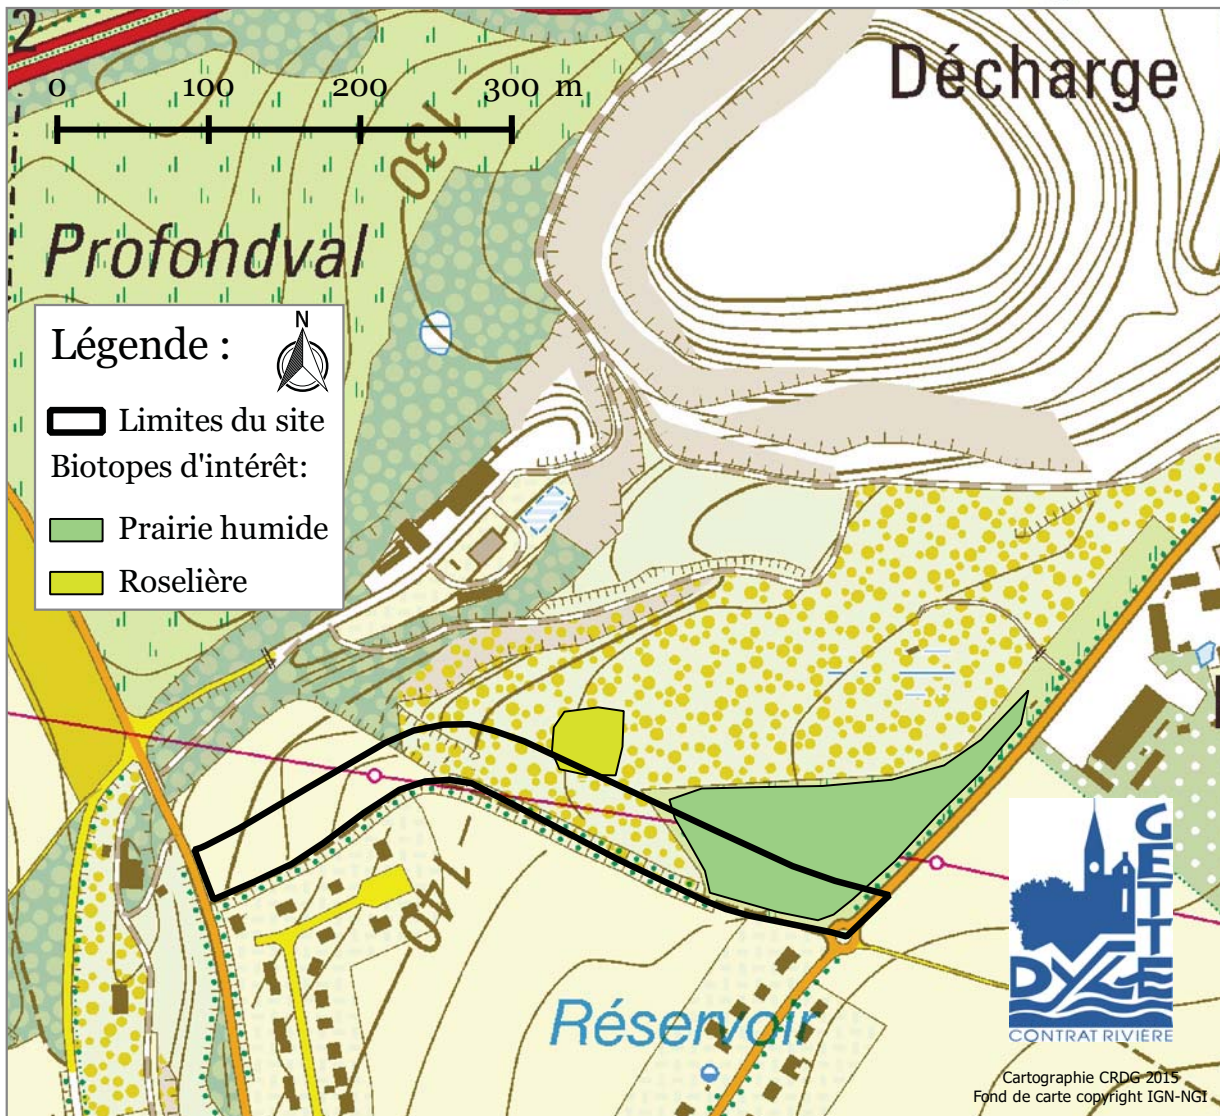 2
Décharge
0 100 200 300 m
130
Profondval
N
Légende :
Limites du site
Biotopes d'intérêt:
Prairie humide
Roselière
140
Réservoir
GETTE
DYLE
CONTRAT RIVIÈRE
Cartographie CRDG 2015
Fond de carte copyright IGN-NGI